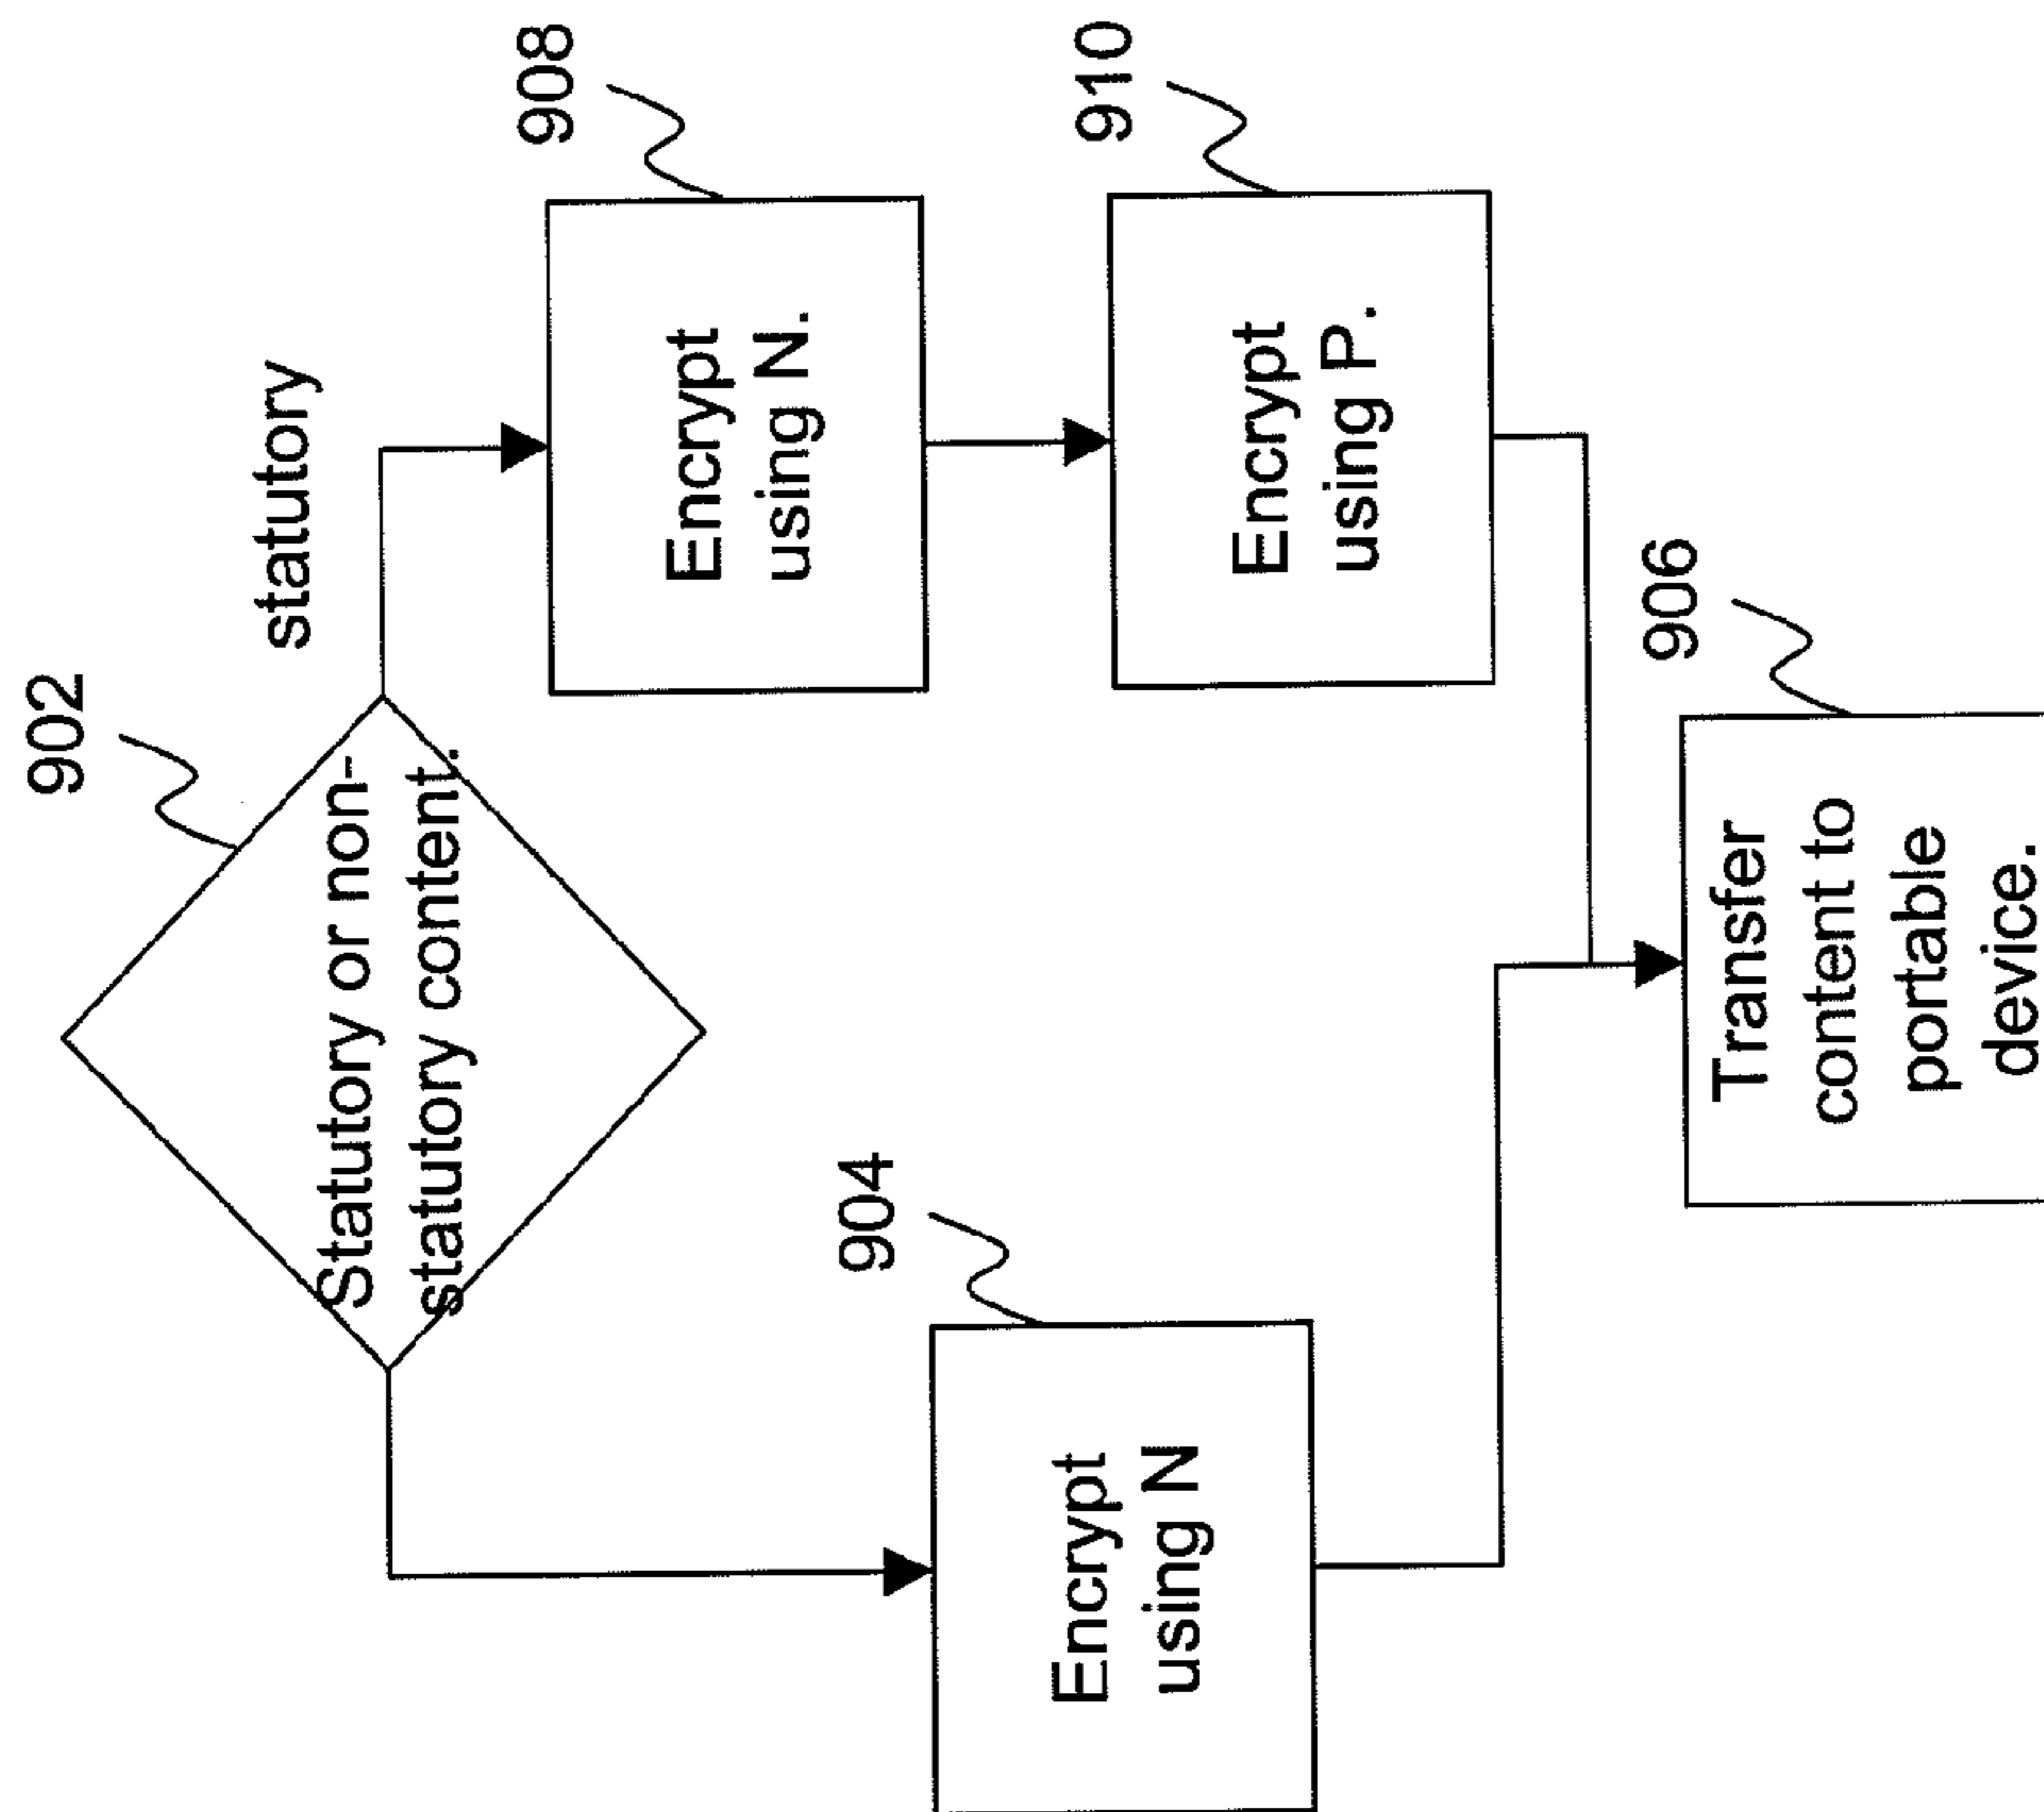 902
Statutory or non-
statutory content.
statutory
908
Encrypt
using N.
910
Encrypt
using P.
904
Encrypt
using N
906
Transfer
content to
portable
device.